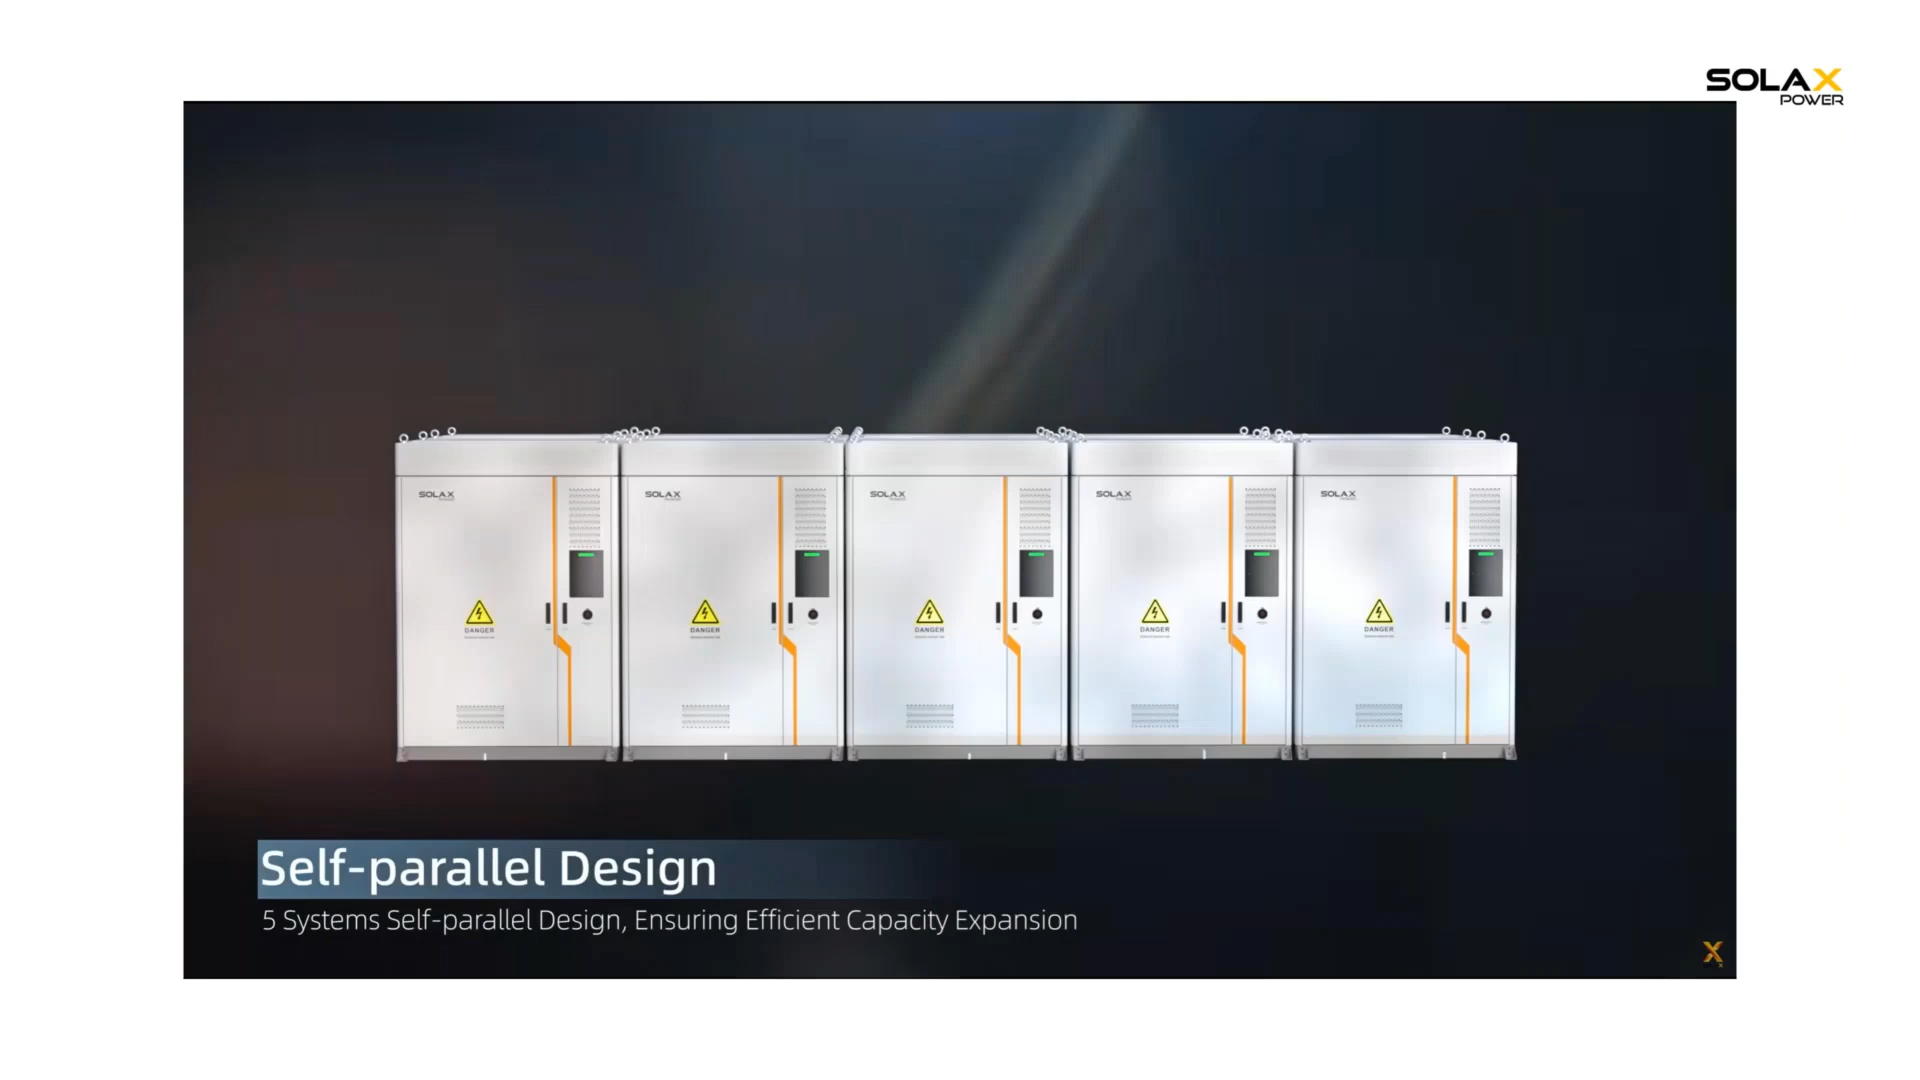 SOLAX
POWER
SOLAX
SOLAX
SOLAX
SOLAX
SOLAX
DANGER
DANGER
DANGER
DANGER
DANGER
Self-parallel Design
5 Systems Self-parallel Design, Ensuring Efficient Capacity Expansion